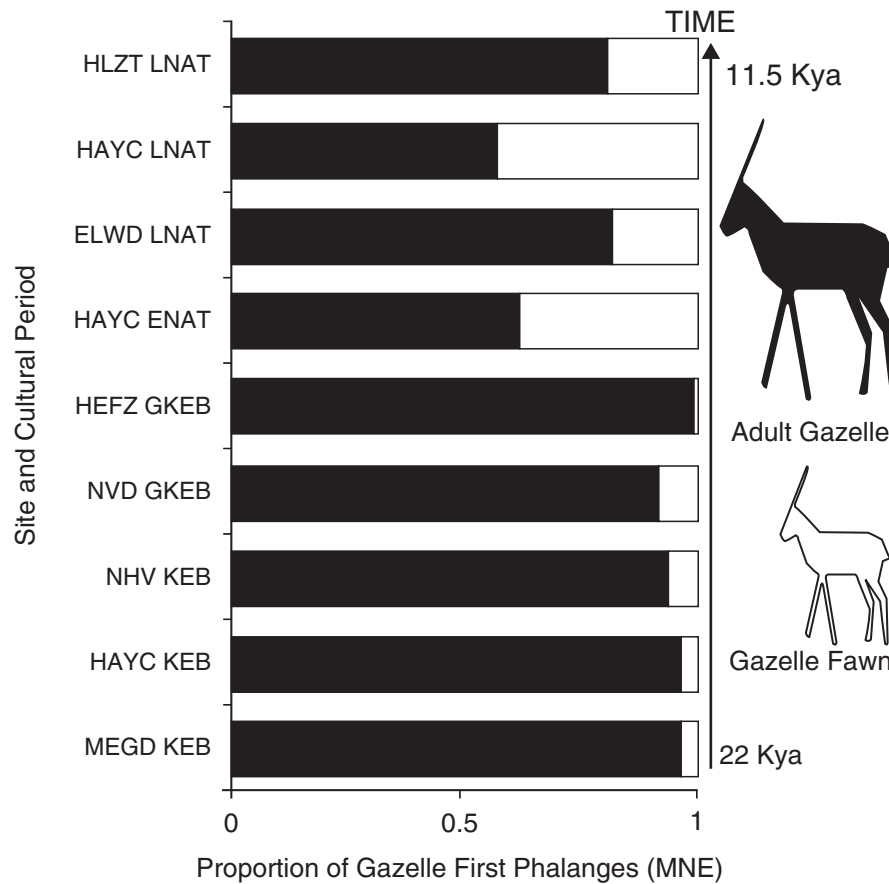 TIME
HLZT LNAT
11.5 Kya
HAYC LNAT
ELWD LNAT
HAYC ENAT
HEFZ GKEB
Adult Gazelle
NVD GKEB
NHV KEB
HAYC KEB
Gazelle Fawn
MEGD KEB
22 Kya
Site and Cultural Period
0 0.5 1
Proportion of Gazelle First Phalanges (MNE)